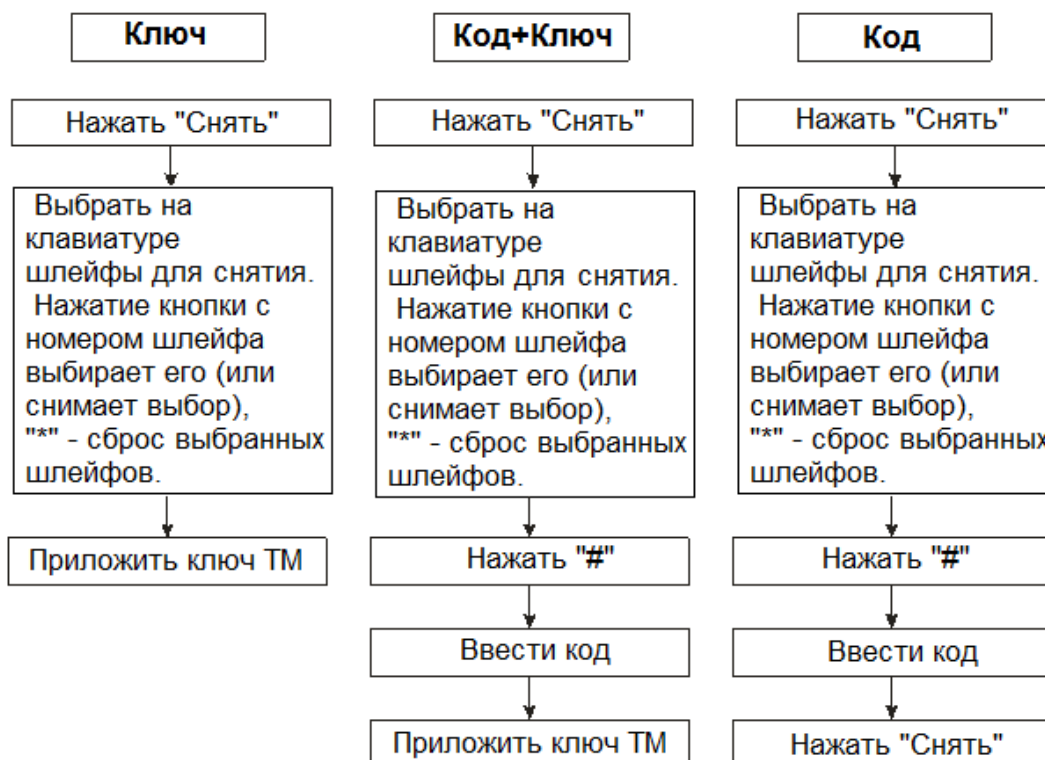 Ключ
Нажать "Снять"
Выбрать на
клавиатуре
шлейфы для снятия.
Нажатие кнопки с
номером шлейфа
выбирает его (или
снимает выбор),
"*" - сброс выбранных
шлейфов.
Приложить ключ ТМ
Код+Ключ
Нажать "Снять"
Выбрать на
клавиатуре
шлейфы для снятия.
Нажатие кнопки с
номером шлейфа
выбирает его (или
снимает выбор),
"*" - сброс выбранных
шлейфов.
Нажать "#"
Ввести код
Приложить ключ ТМ
Код
Нажать "Снять"
Выбрать на
клавиатуре
шлейфы для снятия.
Нажатие кнопки с
номером шлейфа
выбирает его (или
снимает выбор),
"*" - сброс выбранных
шлейфов.
Нажать "#"
Ввести код
Нажать "Снять"